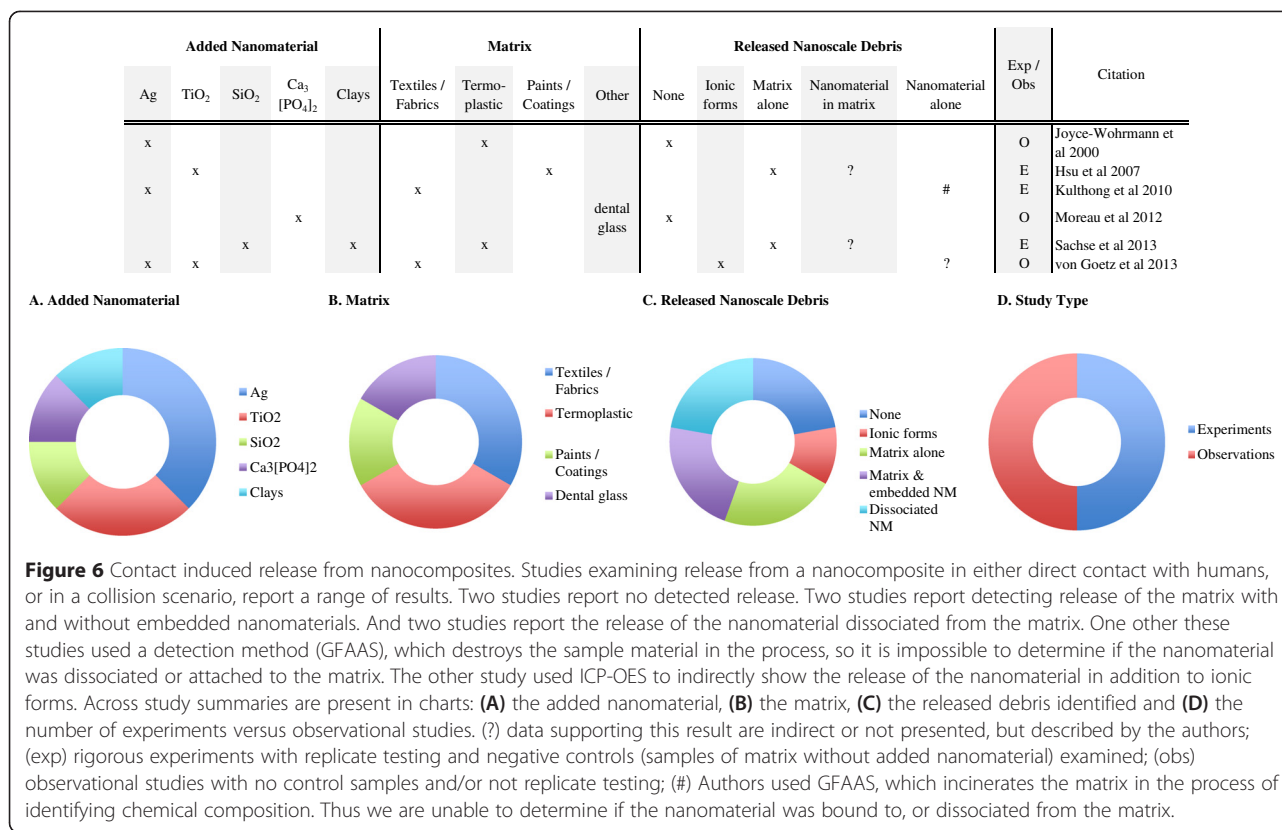 Added Nanomaterial Matrix Released Nanoscale Debris
Ag TiO2 SiO2 Ca3 [PO4]2 Clays Textiles / Fabrics Termo-plastic Paints / Coatings Other None Ionic forms Matrix alone Nanomaterial in matrix Nanomaterial alone Exp / Obs Citation
x x x O Joyce-Wohrmann et al 2000
x x x ? E Hsu et al 2007
x x # E Kulthong et al 2010
x dental glass x O Moreau et al 2012
x x x x ? E Sachse et al 2013
x x x x ? O von Goetz et al 2013
A. Added Nanomaterial
Ag
TiO2
SiO2
Ca3[PO4]2
Clays
B. Matrix
Textiles /
Fabrics
Termoplastic
Paints /
Coatings
Dental glass
C. Released Nanoscale Debris
None
Ionic forms
Matrix alone
Matrix &
embedded NM
Dissociated
NM
D. Study Type
Experiments
Observations
Figure 6 Contact induced release from nanocomposites. Studies examining release from a nanocomposite in either direct contact with humans,
or in a collision scenario, report a range of results. Two studies report no detected release. Two studies report detecting release of the matrix with
and without embedded nanomaterials. And two studies report the release of the nanomaterial dissociated from the matrix. One other these
studies used a detection method (GFAAS), which destroys the sample material in the process, so it is impossible to determine if the nanomaterial
was dissociated or attached to the matrix. The other study used ICP-OES to indirectly show the release of the nanomaterial in addition to ionic
forms. Across study summaries are present in charts: (A) the added nanomaterial, (B) the matrix, (C) the released debris identified and (D) the
number of experiments versus observational studies. (?) data supporting this result are indirect or not presented, but described by the authors;
(exp) rigorous experiments with replicate testing and negative controls (samples of matrix without added nanomaterial) examined; (obs)
observational studies with no control samples and/or not replicate testing; (#) Authors used GFAAS, which incinerates the matrix in the process of
identifying chemical composition. Thus we are unable to determine if the nanomaterial was bound to, or dissociated from the matrix.